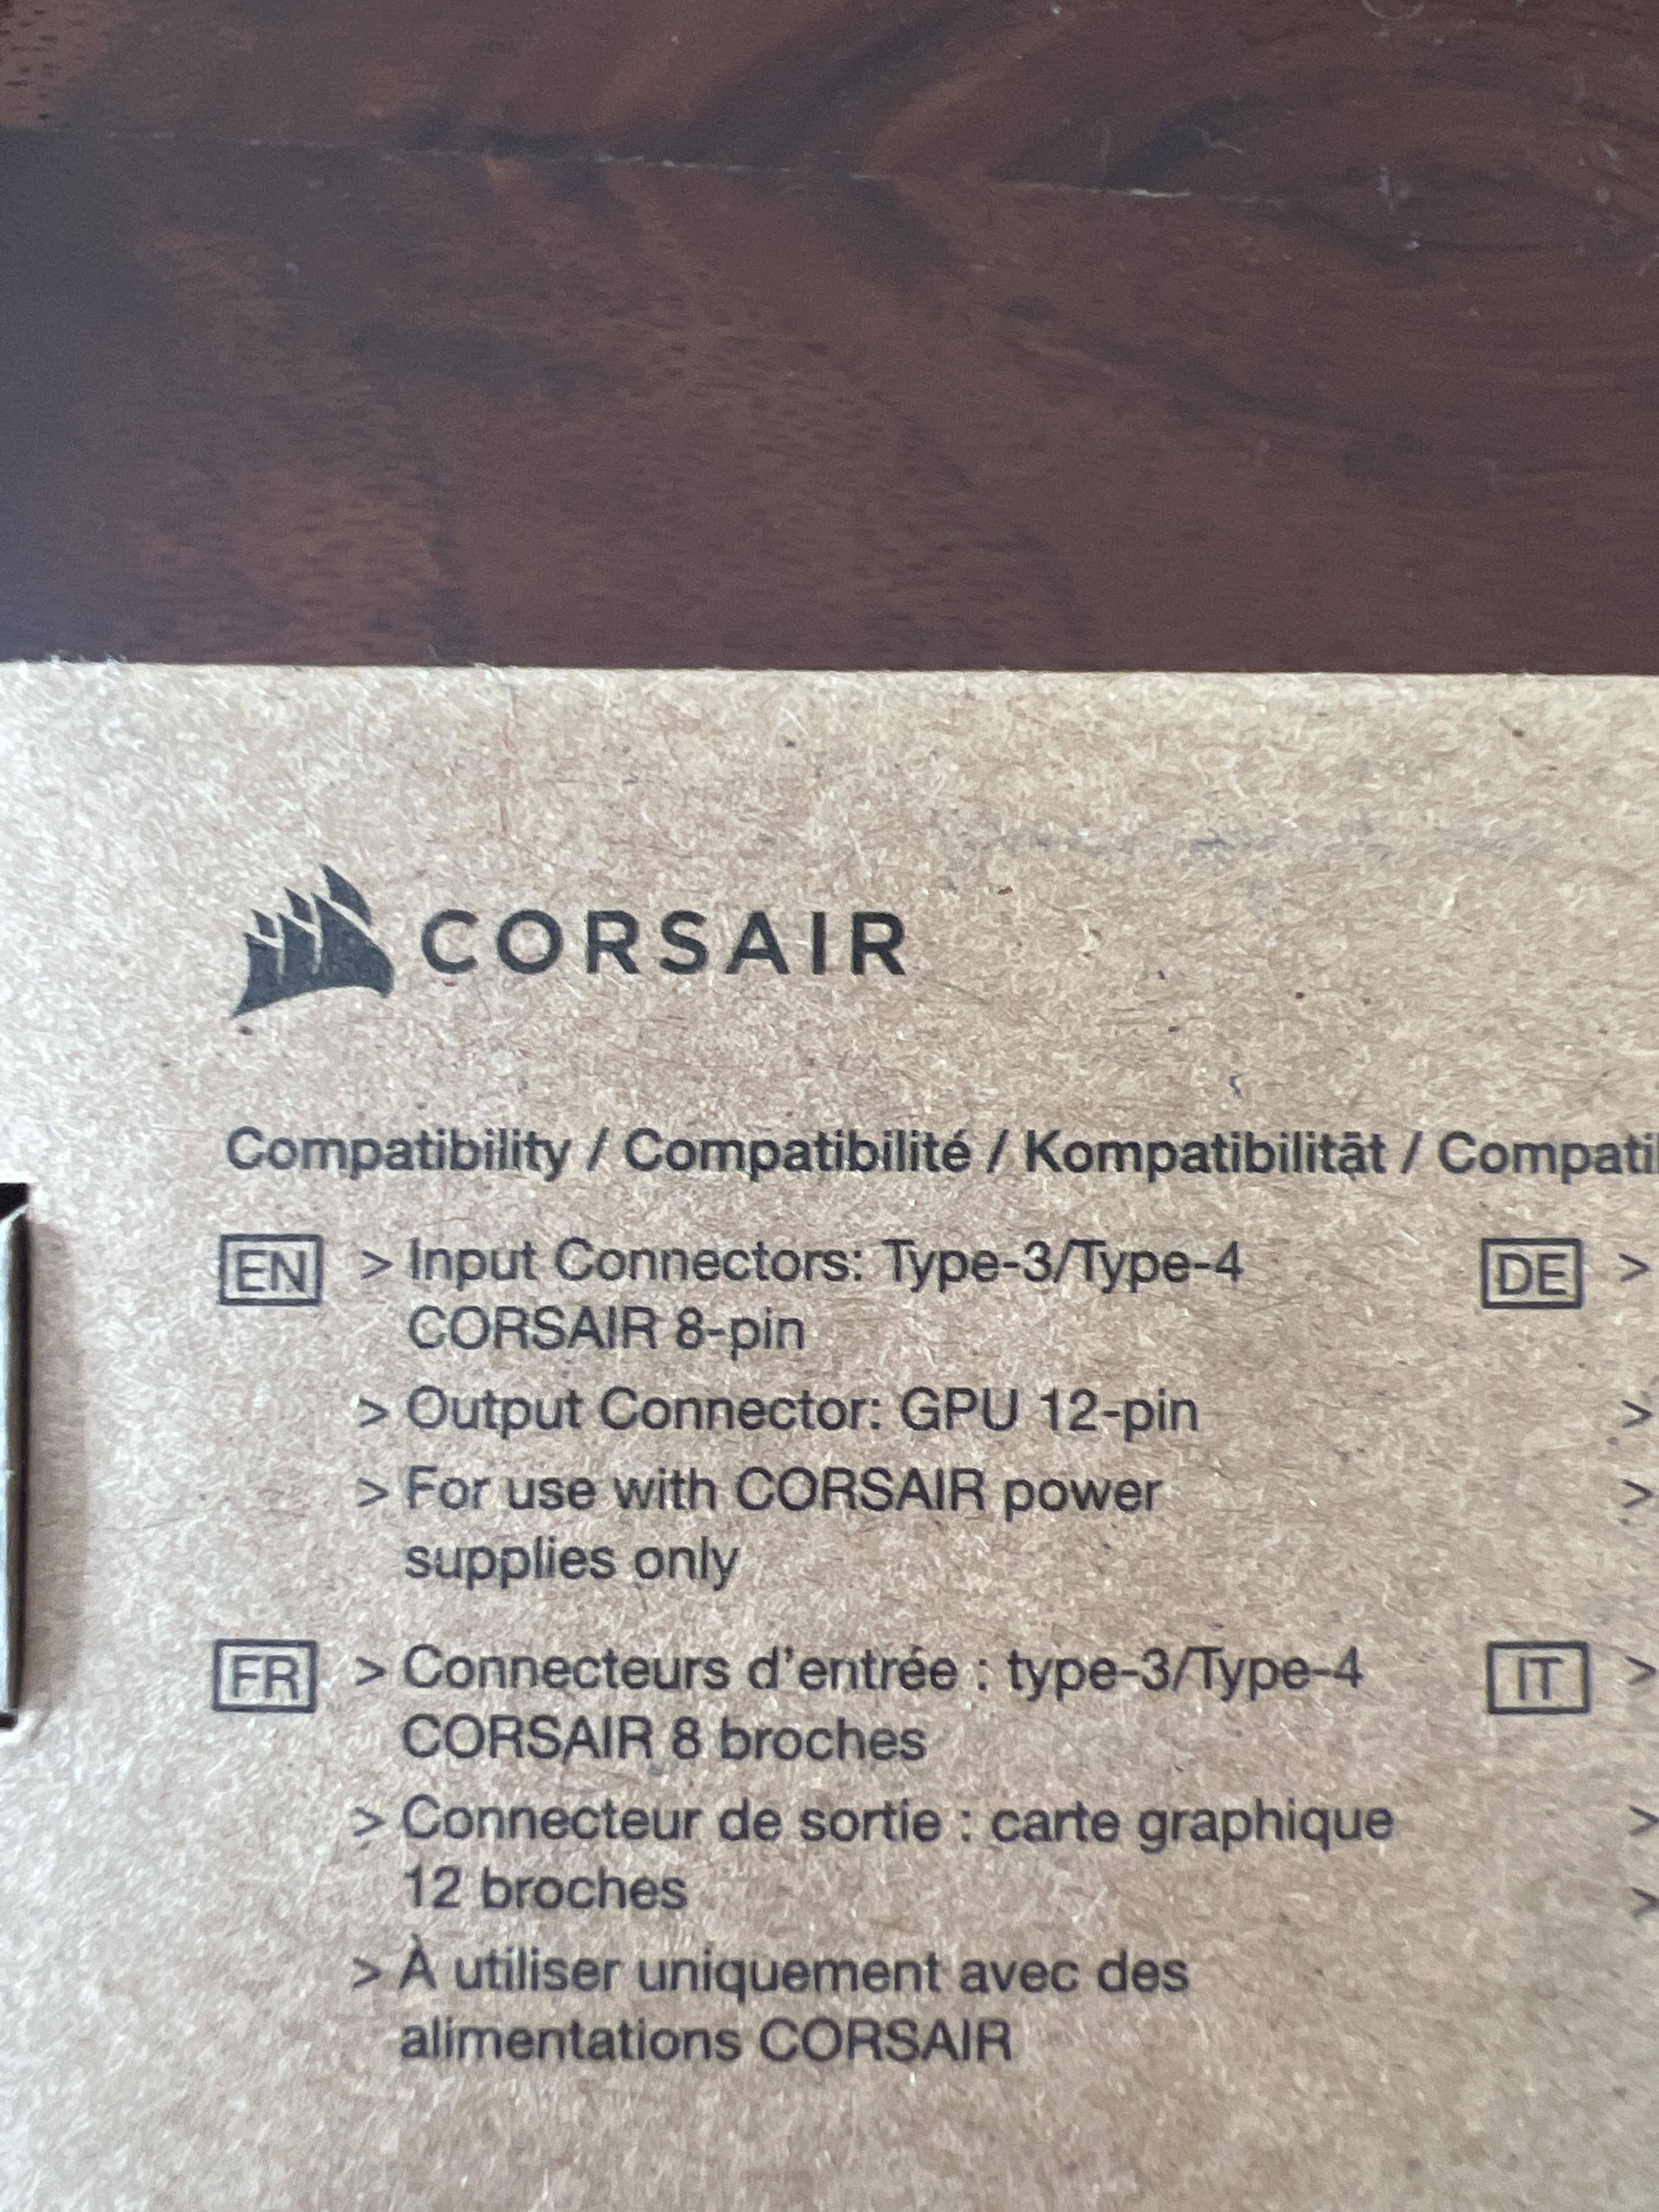 CORSAIR
Compatibility / Compatibilité / Kompatibilität / Compati
EN > Input Connectors: Type-3/Type-4
CORSAIR 8-pin
> Output Connector: GPU 12-pin
> For use with CORSAIR power
supplies only
FR > Connecteurs d'entrée : type-3/Type-4
CORSAIR 8 broches
> Connecteur de sortie : carte graphique
12 broches
> À utiliser uniquement avec des
alimentations CORSAIR
DE >
>
>
IT >
>
>